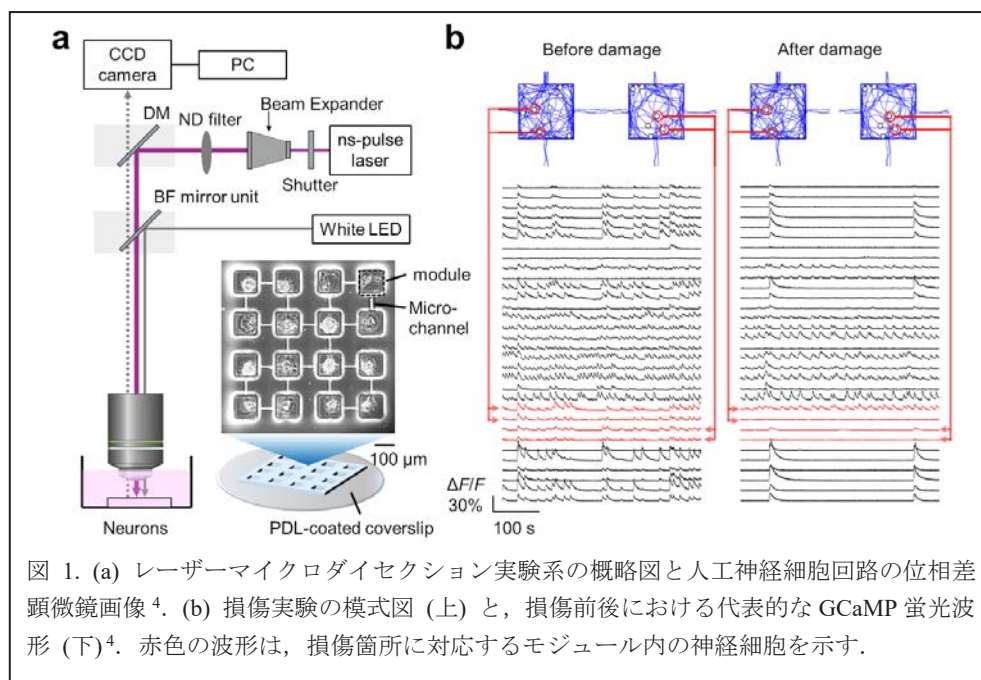 a
CCD
camera
PC
DM
ND filter
Beam Expander
ns-pulse
laser
Shutter
BF mirror unit
White LED
module
Micro-
channel
100 μm
Neurons
PDL-coated coverslip
b
Before damage
After damage
ΔF/F
30%
100 s
図 1. (a) レーザーマイクロダイセクション実験系の概略図と人工神経細胞回路の位相差
顕微鏡画像 4. (b) 損傷実験の模式図 (上) と，損傷前後における代表的な GCaMP 蛍光波
形 (下) 4. 赤色の波形は，損傷箇所に対応するモジュール内の神経細胞を示す．